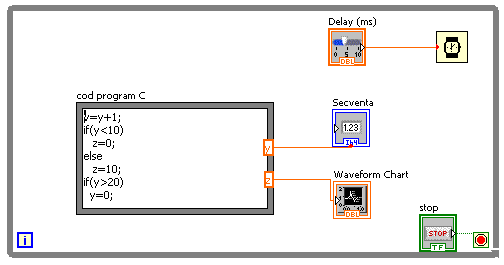 Delay (ms)
0 5 10
DBL
cod program C
y=y+1;
if(y<10)
z=0;
else
z=10;
if(y>20)
y=0;
y
z
Secventa
1.23
Waveform Chart
DBL
stop
STOP
TF
i